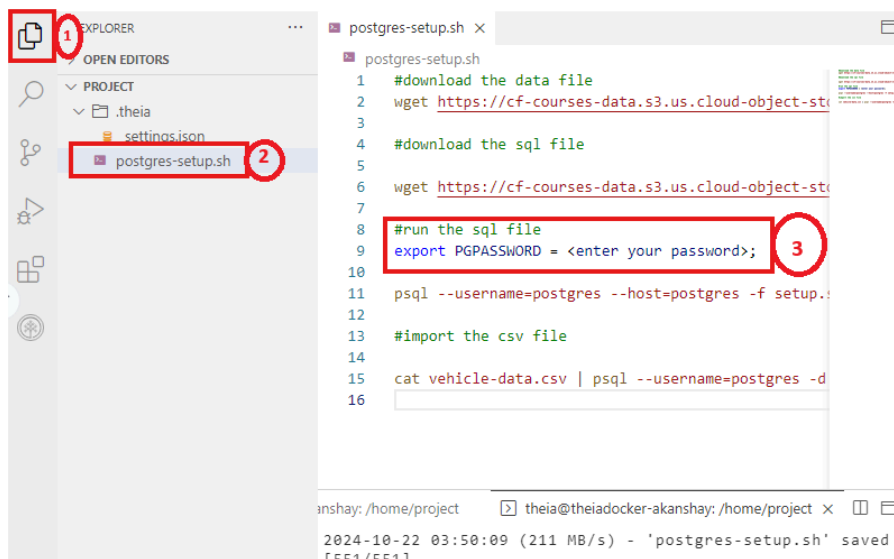 1
EXPLORER
OPEN EDITORS
PROJECT
.theia
settings.json
postgres-setup.sh
2
postgres-setup.sh
postgres-setup.sh
1 #download the data file
2 wget https://cf-courses-data.s3.us.cloud-object-sto
3
4 #download the sql file
5
6 wget https://cf-courses-data.s3.us.cloud-object-sto
7
8 #run the sql file
9 export PGPASSWORD = <enter your password>;
3
10
11 psql --username=postgres --host=postgres -f setup.s
12
13 #import the csv file
14
15 cat vehicle-data.csv | psql --username=postgres -d
16
anshay: /home/project
theia@theiadocker-akanshay: /home/project
2024-10-22 03:50:09 (211 MB/s) - 'postgres-setup.sh' saved
[551/551]